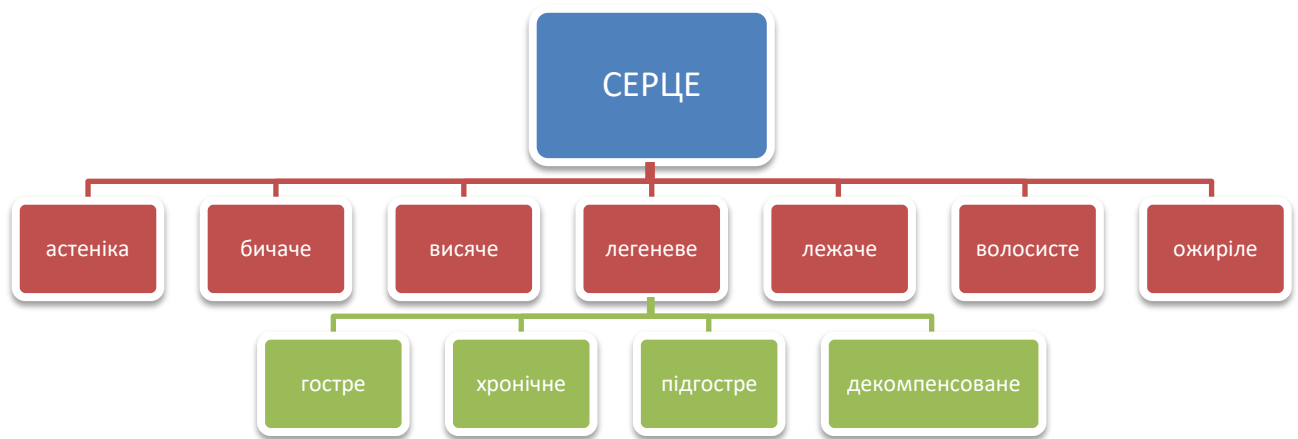 СЕРЦЕ
астеніка
бичаче
висяче
легеневе
лежаче
волосисте
ожиріле
гостре
хронічне
підгостре
декомпенсоване